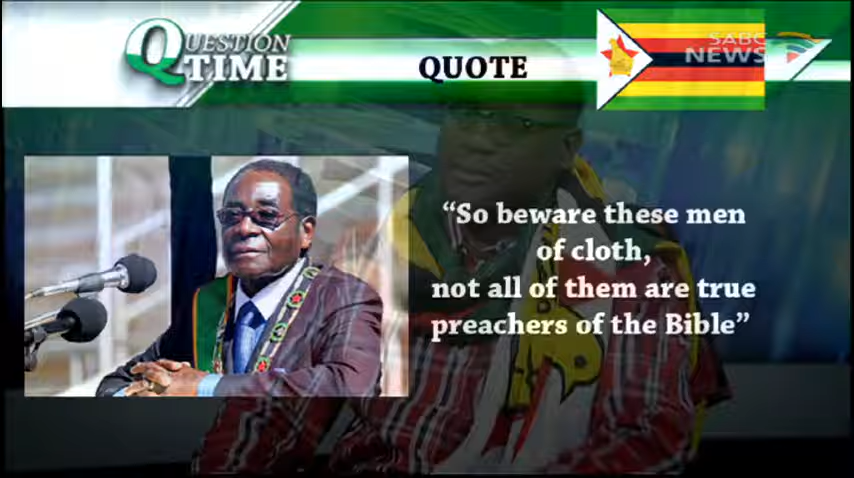 QUESTION
TIME
QUOTE
SABC
NEWS
“So beware these men
of cloth,
not all of them are true
preachers of the Bible”